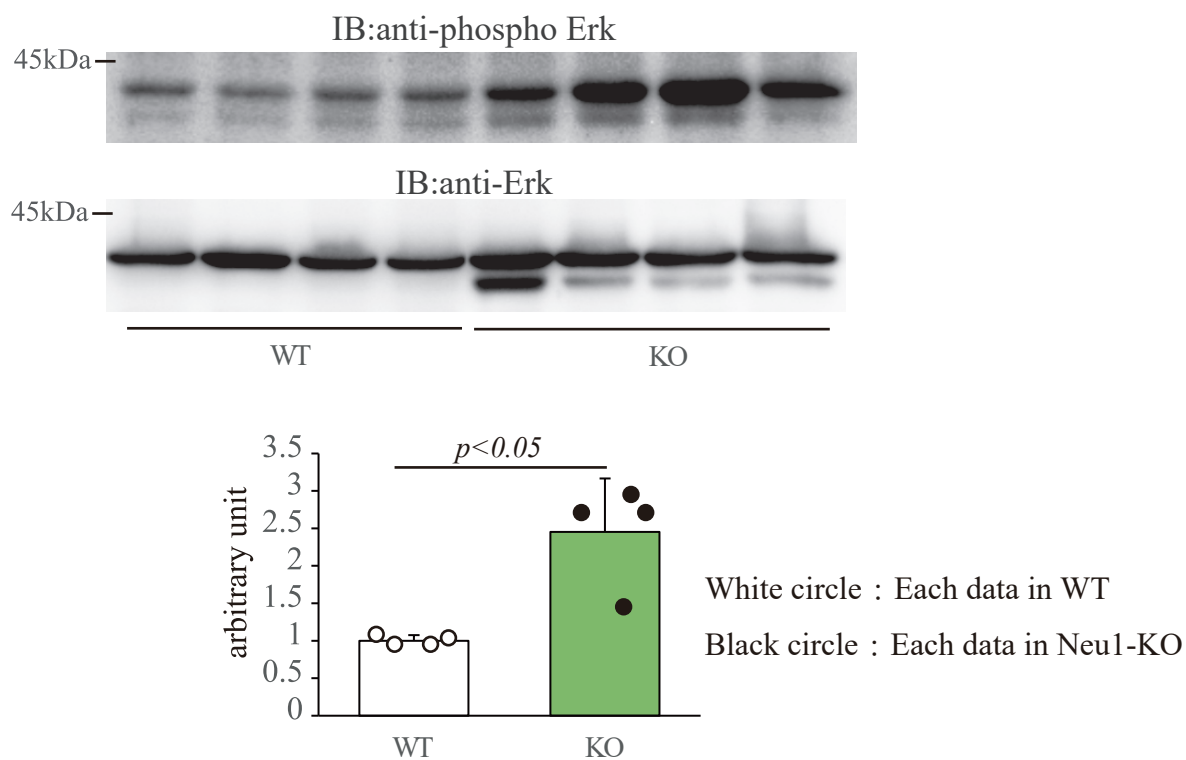 IB:anti-phospho Erk
45kDa
IB:anti-Erk
45kDa
WT
KO
3.5
3
2.5
2
1.5
1
0.5
0
arbitrary unit
p<0.05
WT
KO
White circle : Each data in WT
Black circle : Each data in Neu1-KO